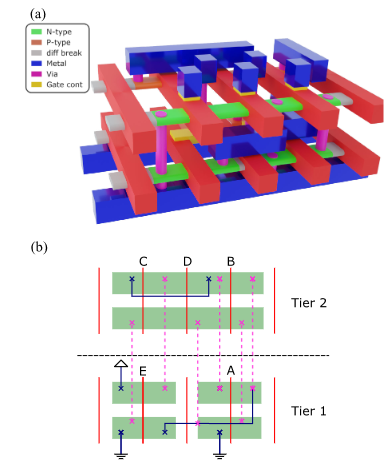 (a)
N-type
P-type
diff break
Metal
Via
Gate cont
(b)
C D B
Tier 2
E A
Tier 1